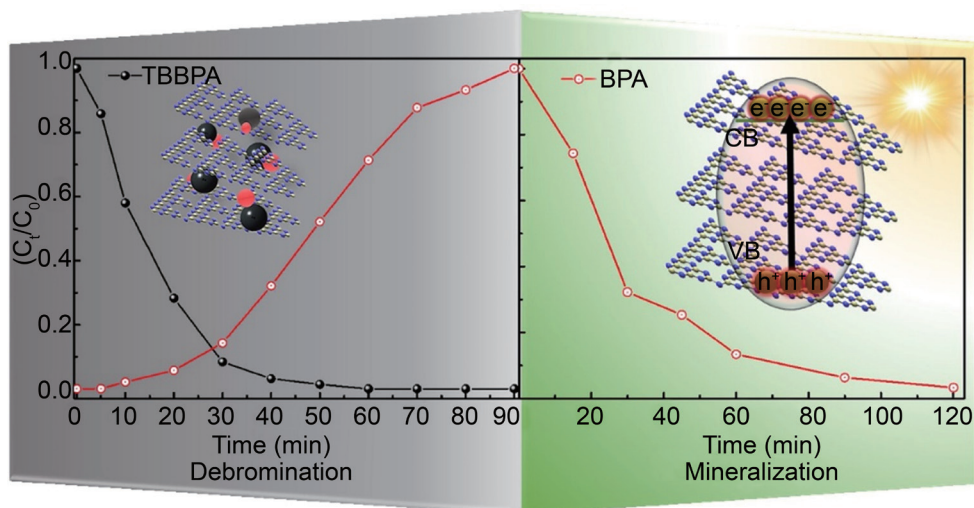 (Cₜ/C₀)
1.0
0.8
0.6
0.4
0.2
0.0
TBBPA
0 10 20 30 40 50 60 70 80 90
Time (min)
Debromination
BPA
e e e e
CB
VB
h⁺ h⁺ h⁺
20 40 60 80 100 120
Time (min)
Mineralization